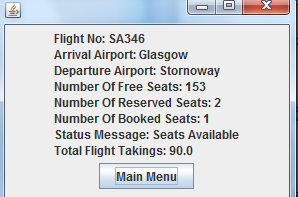 Flight No: SA346
Arrival Airport: Glasgow
Departure Airport: Stornoway
Number Of Free Seats: 153
Number Of Reserved Seats: 2
Number Of Booked Seats: 1
Status Message: Seats Available
Total Flight Takings: 90.0
Main Menu